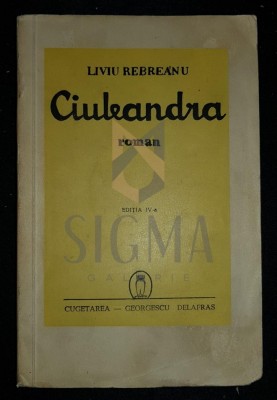 LIVIU REBREANU
Ciuleandra
roman
EDIȚIA IV-a
SIGMA
GALERIE
CUGETAREA — GEORGESCU DELAFRAS